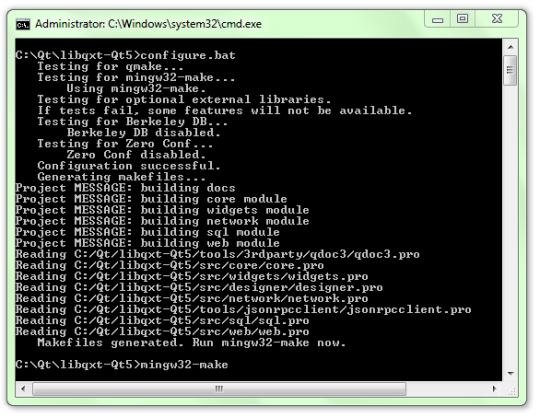 Administrator: C:\Windows\system32\cmd.exe
C:\Qt\libqxt-Qt5>configure.bat
Testing for qmake...
Testing for mingw32-make...
Using mingw32-make.
Testing for optional external libraries.
If tests fail, some features will not be available.
Testing for Berkeley DB...
Berkeley DB disabled.
Testing for Zero Conf...
Zero Conf disabled.
Configuration successful.
Generating makefiles...
Project MESSAGE: building docs
Project MESSAGE: building core module
Project MESSAGE: building widgets module
Project MESSAGE: building network module
Project MESSAGE: building sql module
Project MESSAGE: building web module
Reading C:/Qt/libqxt-Qt5/tools/3rdparty/qdoc3/qdoc3.pro
Reading C:/Qt/libqxt-Qt5/src/core/core.pro
Reading C:/Qt/libqxt-Qt5/src/widgets/widgets.pro
Reading C:/Qt/libqxt-Qt5/src/designer/designer.pro
Reading C:/Qt/libqxt-Qt5/src/network/network.pro
Reading C:/Qt/libqxt-Qt5/tools/jsonrpcclient/jsonrpcclient.pro
Reading C:/Qt/libqxt-Qt5/src/sql/sql.pro
Reading C:/Qt/libqxt-Qt5/src/web/web.pro
Makefiles generated. Run mingw32-make now.
C:\Qt\libqxt-Qt5>mingw32-make